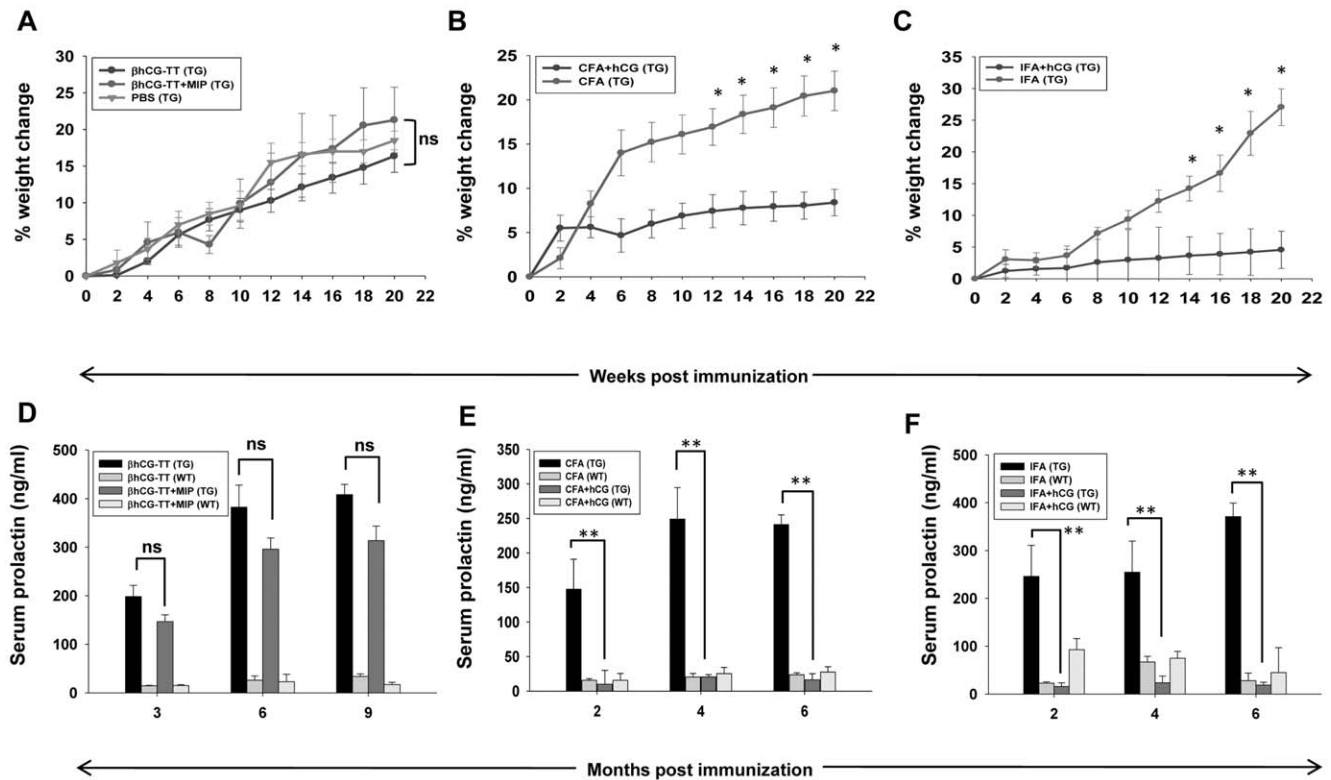 A
% weight change
30
25
20
15
10
5
0
βhCG-TT (TG)
βhCG-TT+MIP (TG)
PBS (TG)
ns
0 2 4 6 8 10 12 14 16 18 20 22
B
% weight change
25
20
15
10
5
0
CFA+hCG (TG)
CFA (TG)
* * * * *
0 2 4 6 8 10 12 14 16 18 20 22
C
% weight change
35
30
25
20
15
10
5
0
IFA+hCG (TG)
IFA (TG)
* * * *
0 2 4 6 8 10 12 14 16 18 20 22
Weeks post immunization
D
Serum prolactin (ng/ml)
500
400
300
200
100
0
βhCG-TT (TG)
βhCG-TT (WT)
βhCG-TT+MIP (TG)
βhCG-TT+MIP (WT)
ns ns ns
3 6 9
E
Serum prolactin (ng/ml)
350
300
250
200
150
100
50
0
CFA (TG)
CFA (WT)
CFA+hCG (TG)
CFA+hCG (WT)
** ** **
2 4 6
F
Serum prolactin (ng/ml)
500
400
300
200
100
0
IFA (TG)
IFA (WT)
IFA+hCG (TG)
IFA+hCG (WT)
** ** **
2 4 6
Months post immunization